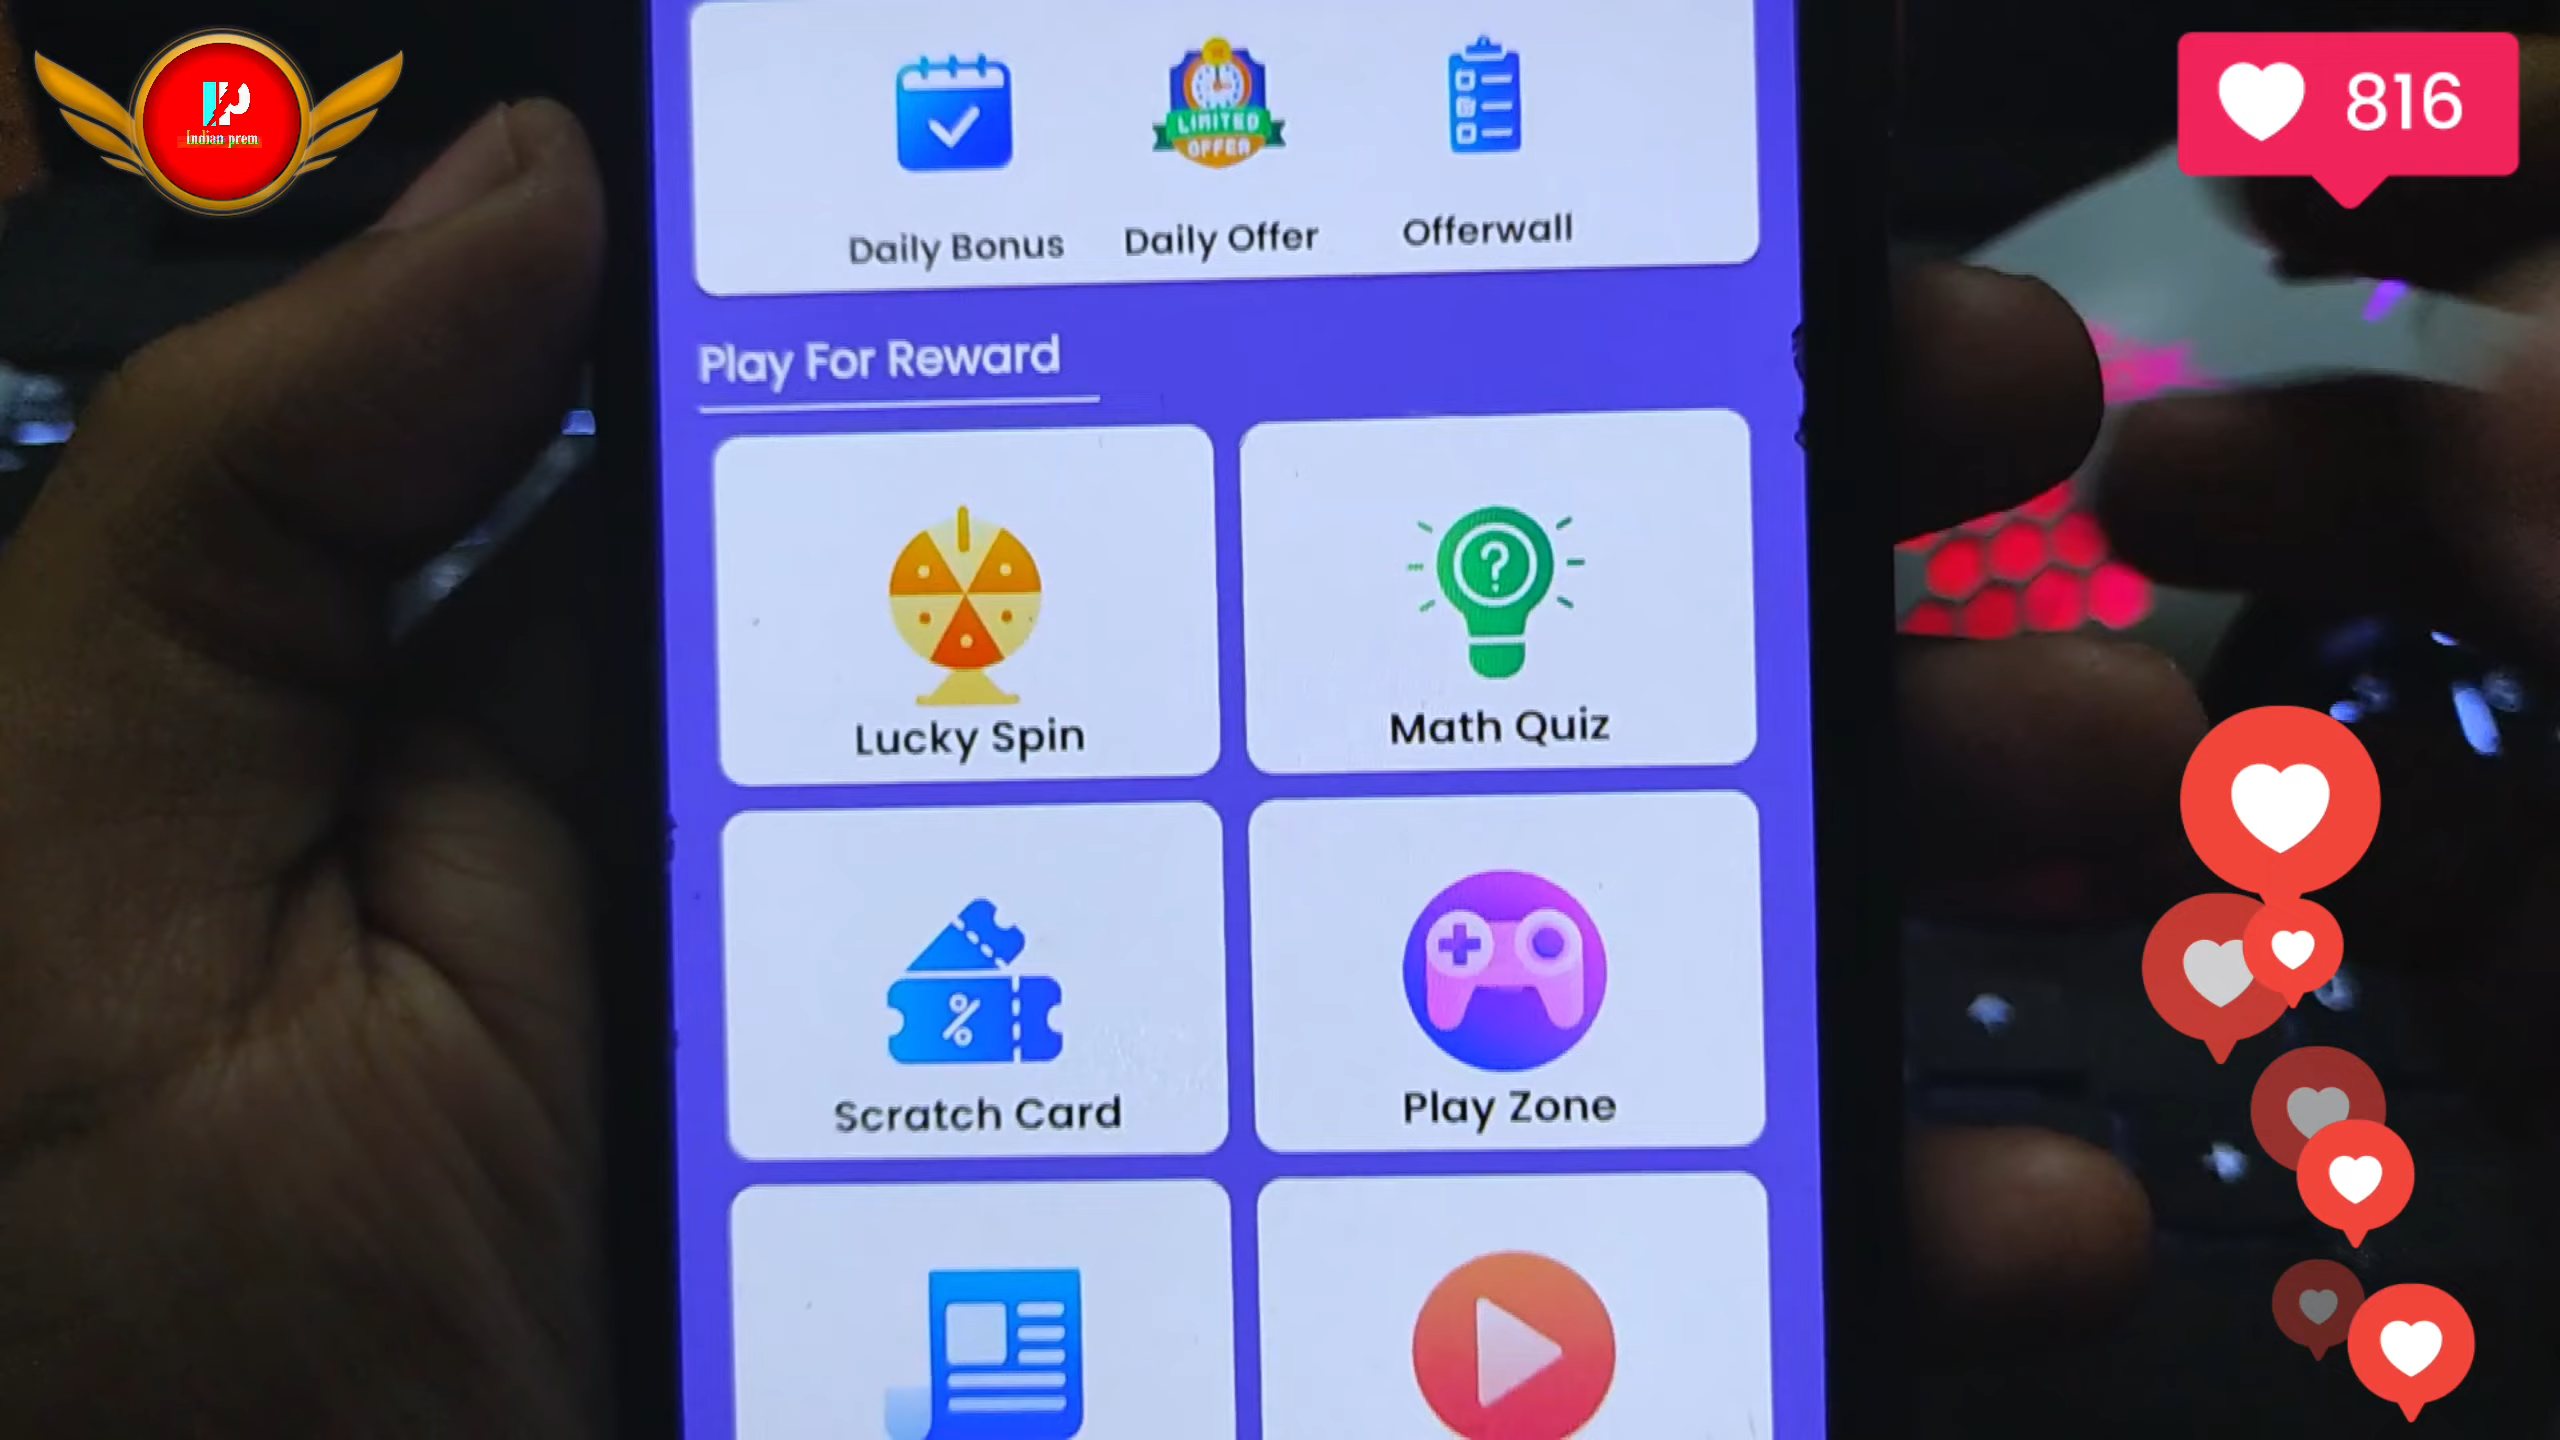 Indian prem
816
LIMITED
OFFER
Daily Bonus
Daily Offer
Offerwall
Play For Reward
Lucky Spin
Math Quiz
Scratch Card
Play Zone